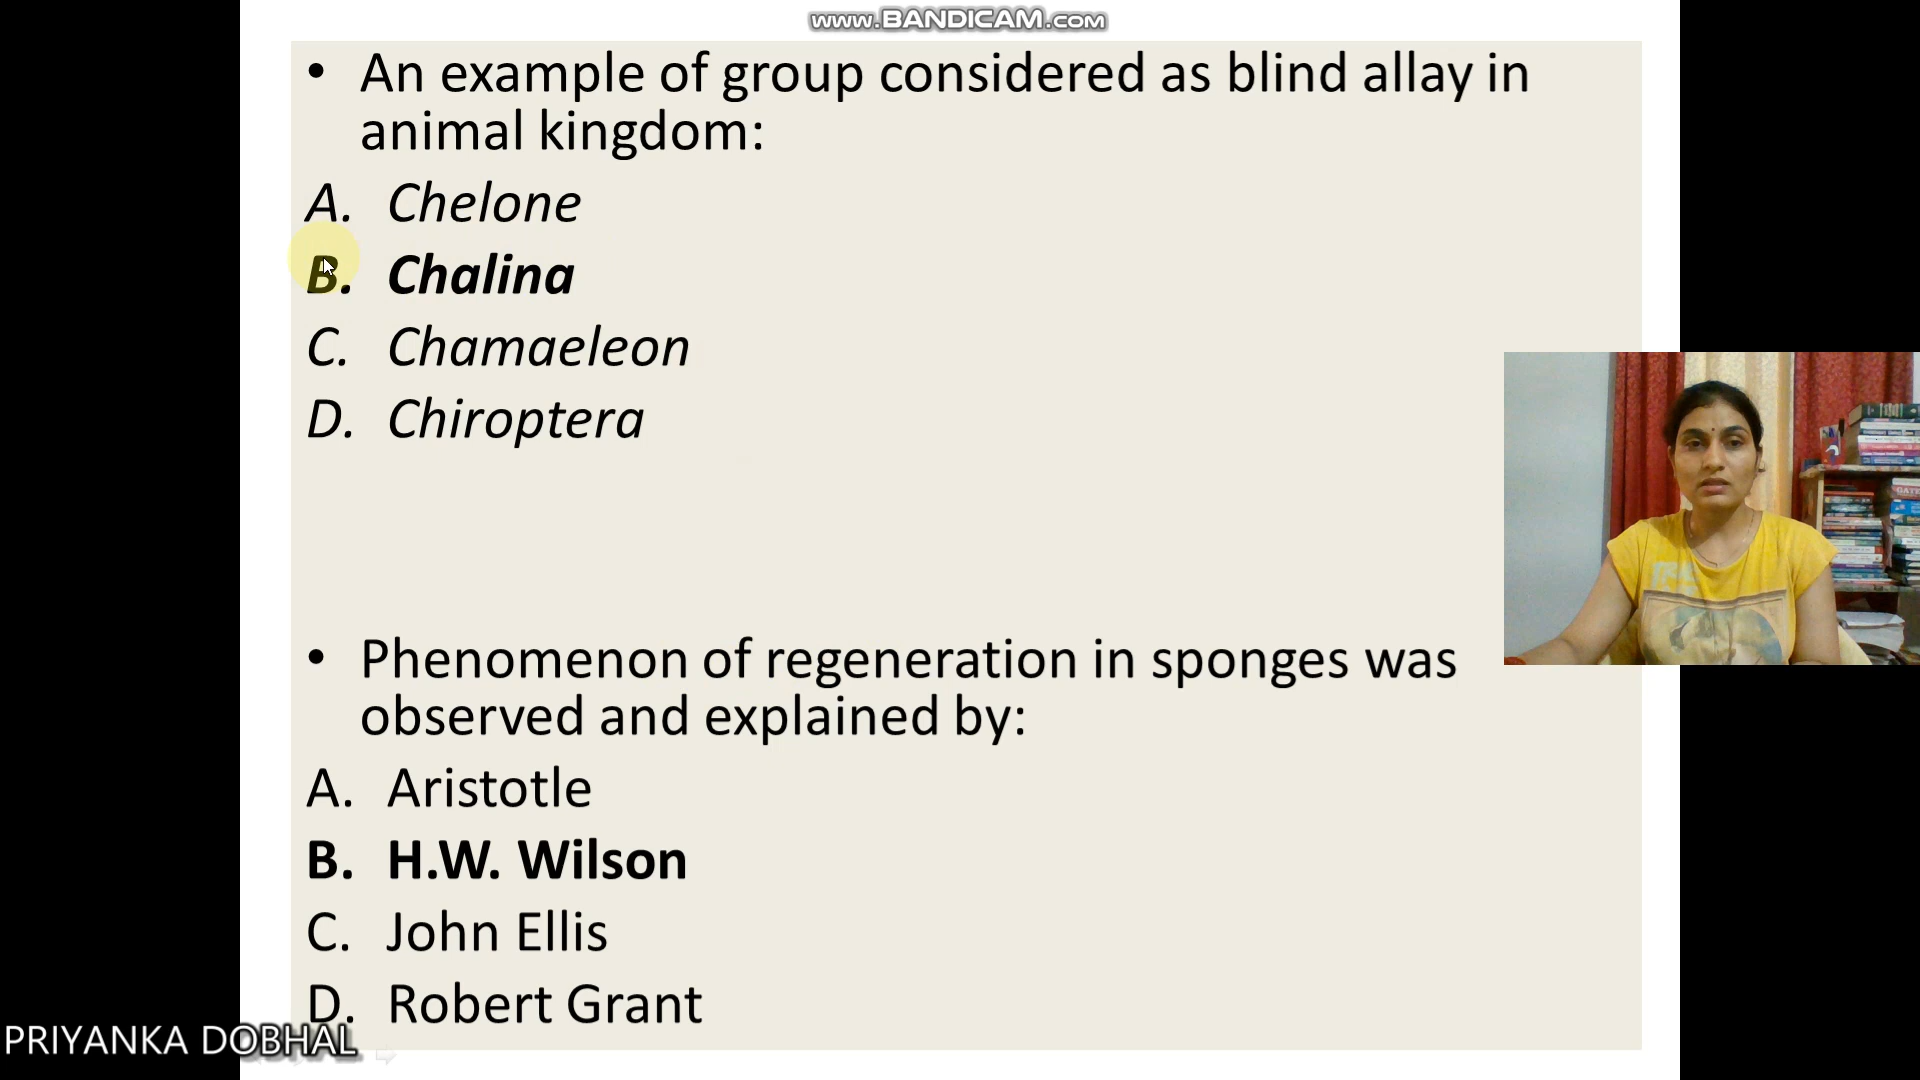 www.BANDICAM.com
• An example of group considered as blind allay in
animal kingdom:
A. Chelone
B. Chalina
C. Chamaeleon
D. Chiroptera
• Phenomenon of regeneration in sponges was
observed and explained by:
A. Aristotle
B. H.W. Wilson
C. John Ellis
D. Robert Grant
PRIYANKA DOBHAL